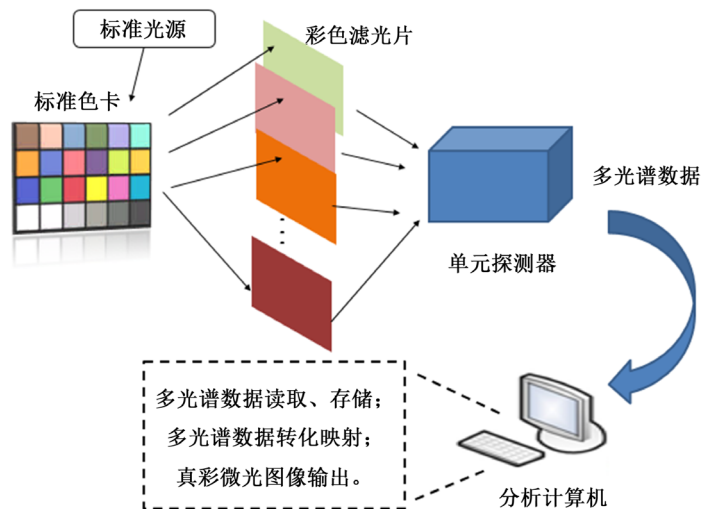 标准光源
彩色滤光片
标准色卡
多光谱数据
单元探测器
多光谱数据读取、存储；
多光谱数据转化映射；
真彩微光图像输出。
分析计算机